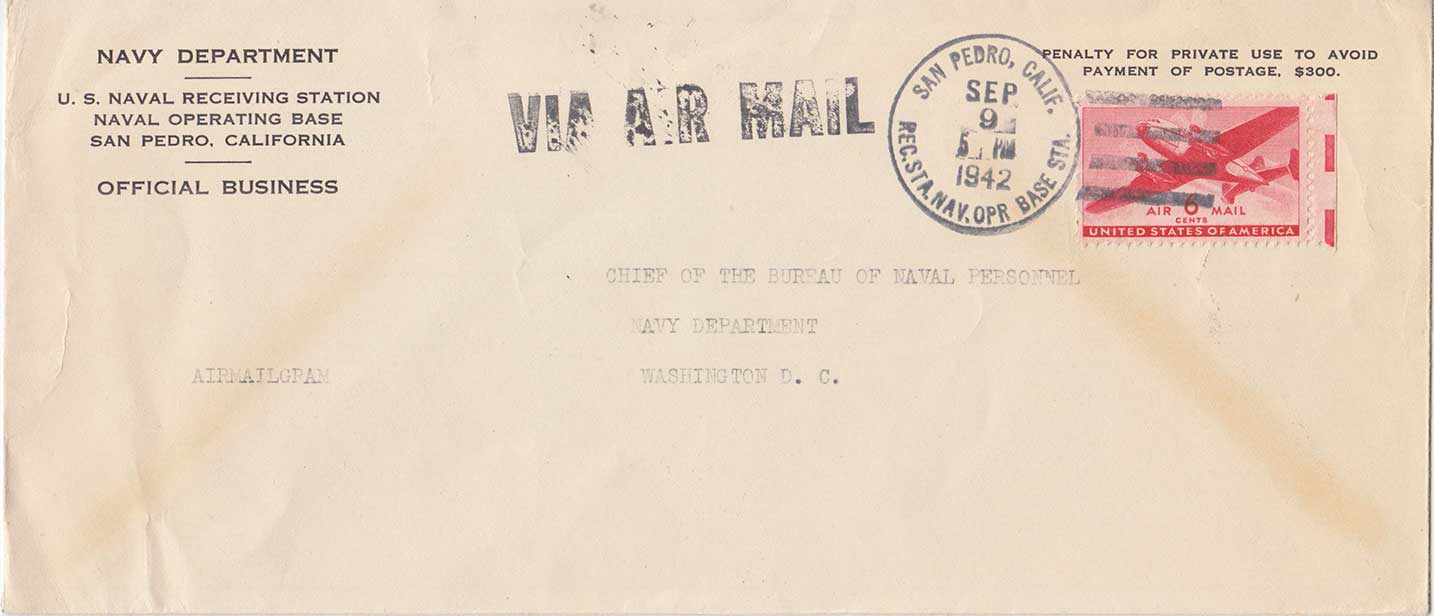 NAVY DEPARTMENT
U. S. NAVAL RECEIVING STATION
NAVAL OPERATING BASE
SAN PEDRO, CALIFORNIA
OFFICIAL BUSINESS
VIA AIR MAIL
SAN PEDRO, CALIF.
SEP
9
PM
1942
REC. STA. NAV. OPR BASE STA.
PENALTY FOR PRIVATE USE TO AVOID
PAYMENT OF POSTAGE, $300.
AIR 6 MAIL
CENTS
UNITED STATES OF AMERICA
CHIEF OF THE BUREAU OF NAVAL PERSONNEL
NAVY DEPARTMENT
AIRMAILGRAM
WASHINGTON D. C.